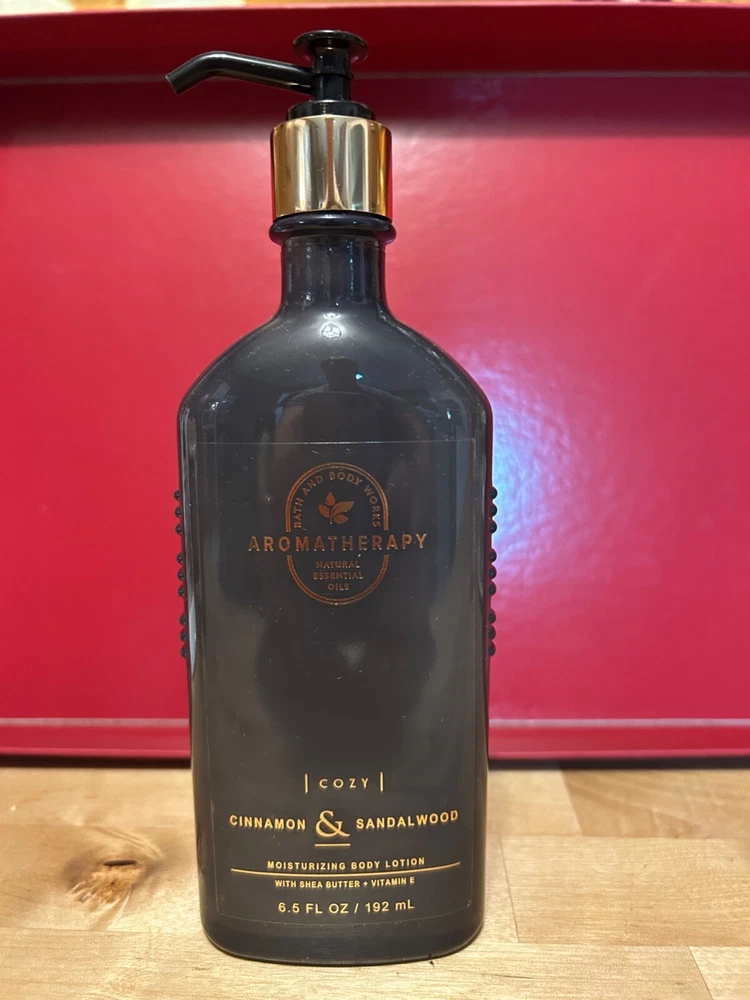 BATH AND BODY WORKS
AROMATHERAPY
NATURAL
ESSENTIAL
OILS
| COZY |
CINNAMON & SANDALWOOD
MOISTURIZING BODY LOTION
WITH SHEA BUTTER + VITAMIN E
6.5 FL OZ / 192 mL